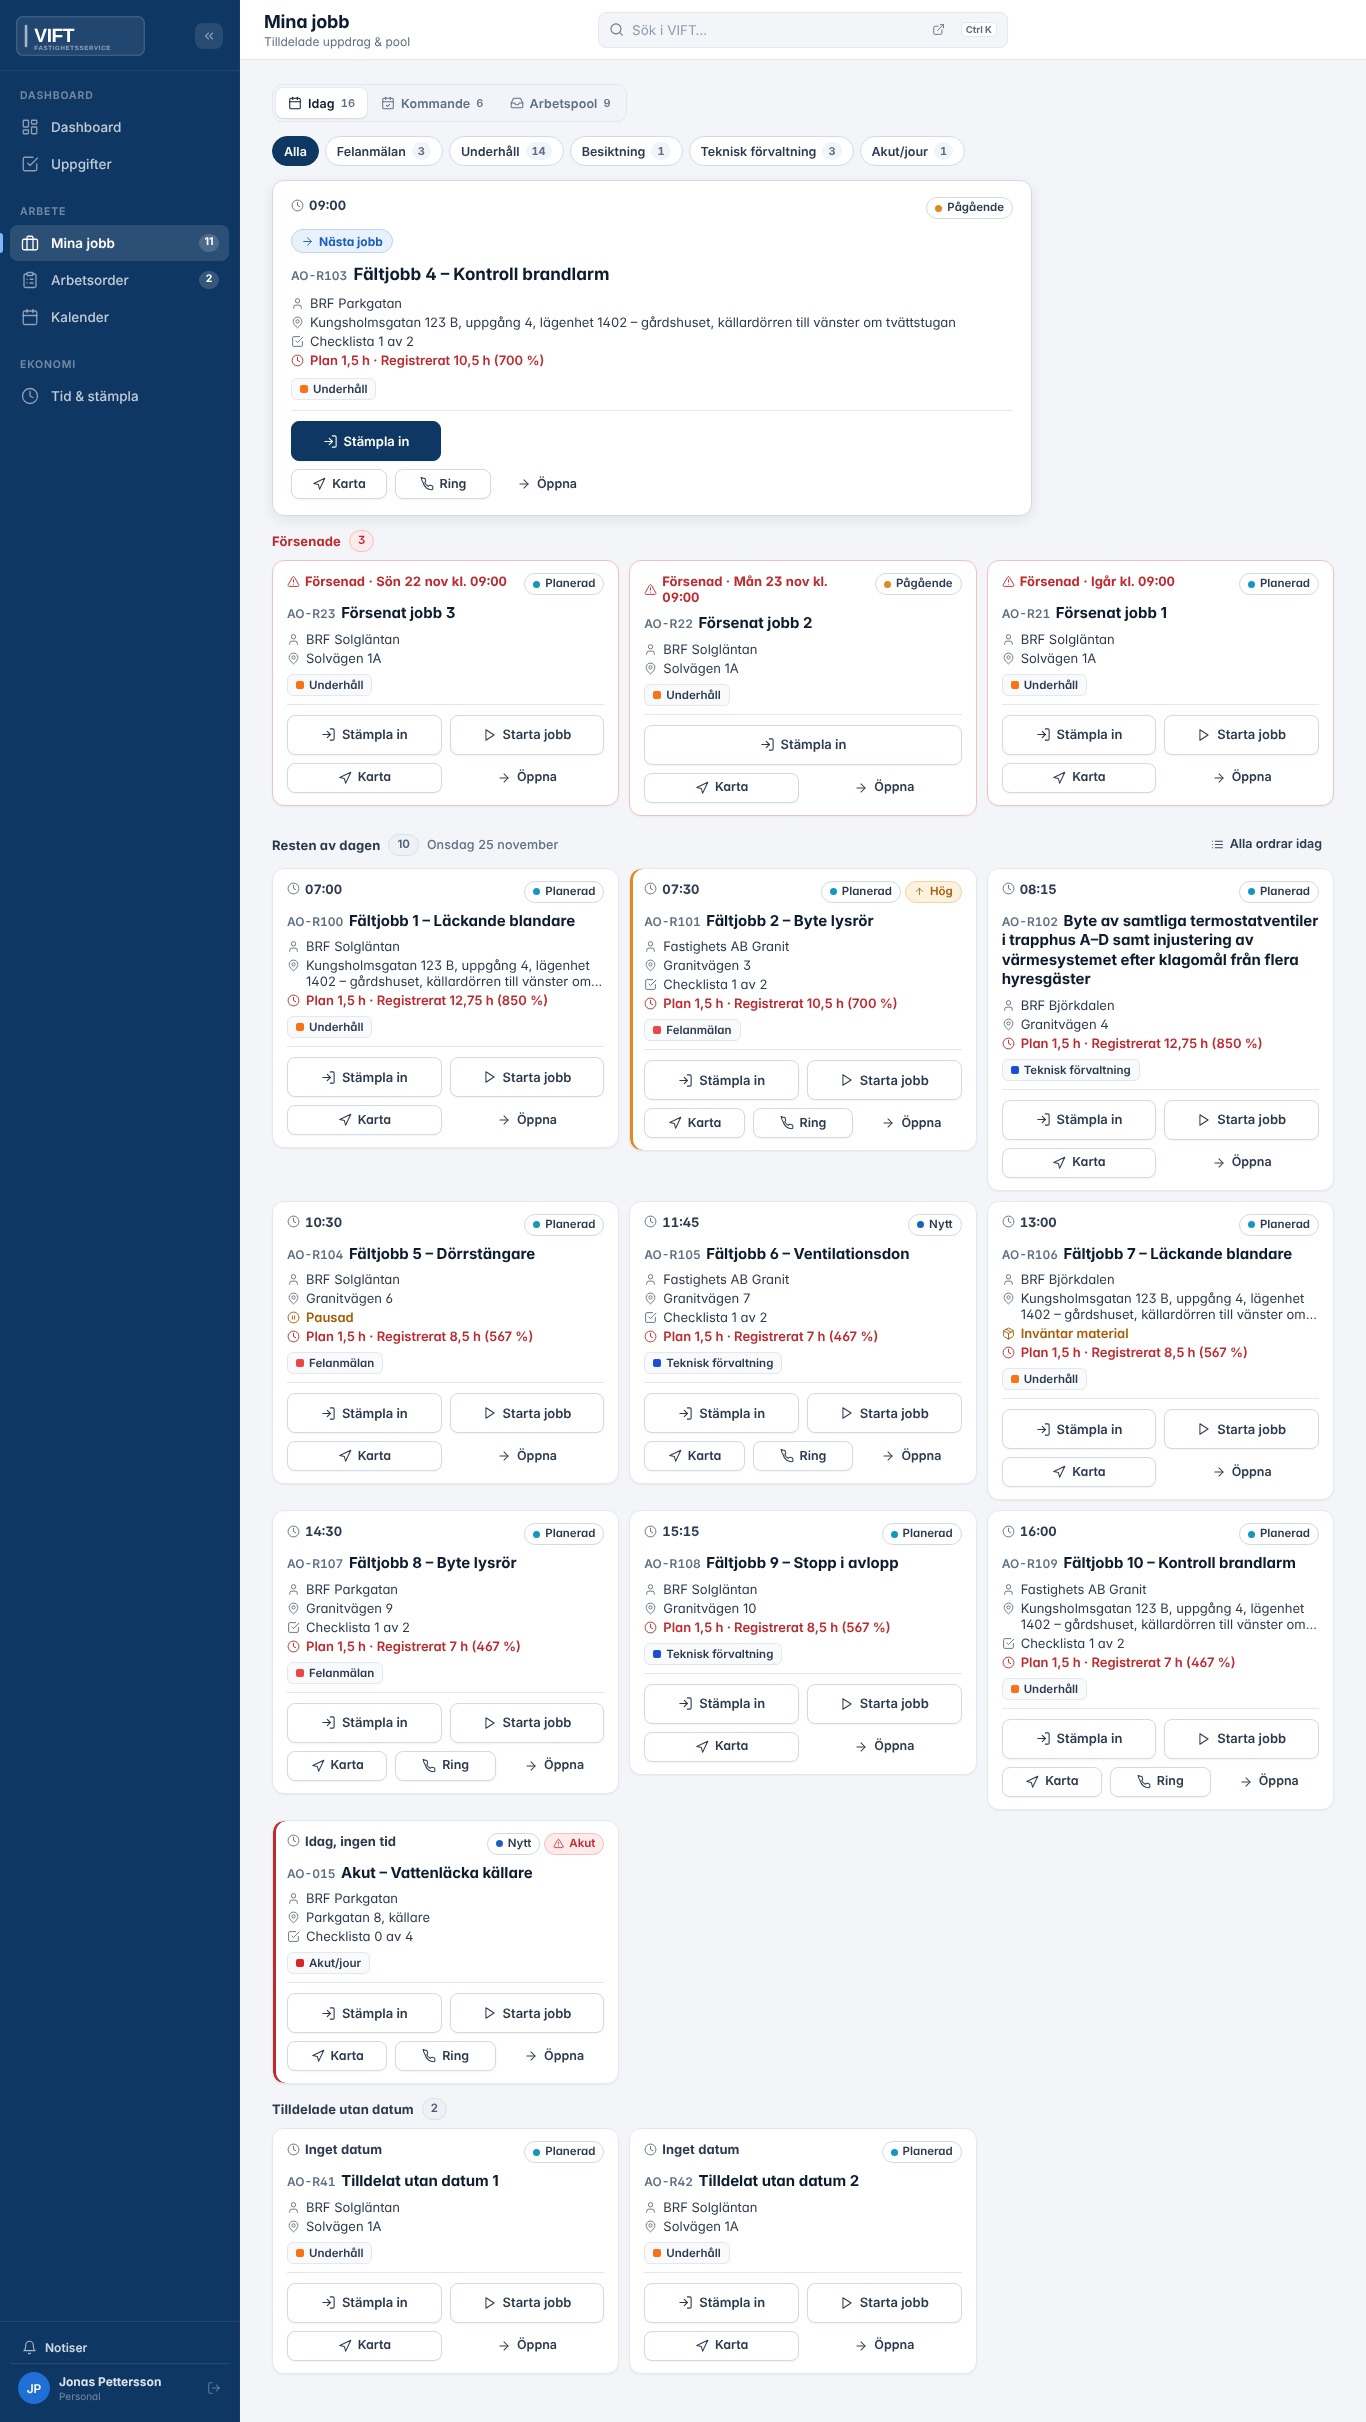 VIFT
FASTIGHETSSERVICE
DASHBOARD
Dashboard
Uppgifter
ARBETE
Mina jobb 11
Arbetsorder 2
Kalender
EKONOMI
Tid & stämpla
Notiser
JP
Jonas Pettersson
Personal
Mina jobb
Tilldelade uppdrag & pool
Sök i VIFT...
Ctrl K
Idag 16
Kommande 6
Arbetspool 9
Alla
Felanmälan 3
Underhåll 14
Besiktning 1
Teknisk förvaltning 3
Akut/jour 1
09:00
Pågående
Nästa jobb
AO-R103 Fältjobb 4 – Kontroll brandlarm
BRF Parkgatan
Kungsholmsgatan 123 B, uppgång 4, lägenhet 1402 – gårdshuset, källardörren till vänster om tvättstugan
Checklista 1 av 2
Plan 1,5 h · Registrerat 10,5 h (700 %)
Underhåll
Stämpla in
Karta
Ring
Öppna
Försenade 3
Försenad · Sön 22 nov kl. 09:00
Planerad
AO-R23 Försenat jobb 3
BRF Solgläntan
Solvägen 1A
Underhåll
Stämpla in
Starta jobb
Karta
Öppna
Försenad · Mån 23 nov kl.
09:00
Pågående
AO-R22 Försenat jobb 2
BRF Solgläntan
Solvägen 1A
Underhåll
Stämpla in
Karta
Öppna
Försenad · Igår kl. 09:00
Planerad
AO-R21 Försenat jobb 1
BRF Solgläntan
Solvägen 1A
Underhåll
Stämpla in
Starta jobb
Karta
Öppna
Resten av dagen 10 Onsdag 25 november
Alla ordrar idag
07:00
Planerad
AO-R100 Fältjobb 1 – Läckande blandare
BRF Solgläntan
Kungsholmsgatan 123 B, uppgång 4, lägenhet
1402 – gårdshuset, källardörren till vänster om...
Plan 1,5 h · Registrerat 12,75 h (850 %)
Underhåll
Stämpla in
Starta jobb
Karta
Öppna
07:30
Planerad
Hög
AO-R101 Fältjobb 2 – Byte lysrör
Fastighets AB Granit
Granitvägen 3
Checklista 1 av 2
Plan 1,5 h · Registrerat 10,5 h (700 %)
Felanmälan
Stämpla in
Starta jobb
Karta
Ring
Öppna
08:15
Planerad
AO-R102 Byte av samtliga termostatventiler
i trapphus A–D samt injustering av
värmesystemet efter klagomål från flera
hyresgäster
BRF Björkdalen
Granitvägen 4
Plan 1,5 h · Registrerat 12,75 h (850 %)
Teknisk förvaltning
Stämpla in
Starta jobb
Karta
Öppna
10:30
Planerad
AO-R104 Fältjobb 5 – Dörrstängare
BRF Solgläntan
Granitvägen 6
Pausad
Plan 1,5 h · Registrerat 8,5 h (567 %)
Felanmälan
Stämpla in
Starta jobb
Karta
Öppna
11:45
Nytt
AO-R105 Fältjobb 6 – Ventilationsdon
Fastighets AB Granit
Granitvägen 7
Checklista 1 av 2
Plan 1,5 h · Registrerat 7 h (467 %)
Teknisk förvaltning
Stämpla in
Starta jobb
Karta
Ring
Öppna
13:00
Planerad
AO-R106 Fältjobb 7 – Läckande blandare
BRF Björkdalen
Kungsholmsgatan 123 B, uppgång 4, lägenhet
1402 – gårdshuset, källardörren till vänster om...
Inväntar material
Plan 1,5 h · Registrerat 8,5 h (567 %)
Underhåll
Stämpla in
Starta jobb
Karta
Öppna
14:30
Planerad
AO-R107 Fältjobb 8 – Byte lysrör
BRF Parkgatan
Granitvägen 9
Checklista 1 av 2
Plan 1,5 h · Registrerat 7 h (467 %)
Felanmälan
Stämpla in
Starta jobb
Karta
Ring
Öppna
15:15
Planerad
AO-R108 Fältjobb 9 – Stopp i avlopp
BRF Solgläntan
Granitvägen 10
Plan 1,5 h · Registrerat 8,5 h (567 %)
Teknisk förvaltning
Stämpla in
Starta jobb
Karta
Öppna
16:00
Planerad
AO-R109 Fältjobb 10 – Kontroll brandlarm
Fastighets AB Granit
Kungsholmsgatan 123 B, uppgång 4, lägenhet
1402 – gårdshuset, källardörren till vänster om...
Checklista 1 av 2
Plan 1,5 h · Registrerat 7 h (467 %)
Underhåll
Stämpla in
Starta jobb
Karta
Ring
Öppna
Idag, ingen tid
Nytt
Akut
AO-015 Akut – Vattenläcka källare
BRF Parkgatan
Parkgatan 8, källare
Checklista 0 av 4
Akut/jour
Stämpla in
Starta jobb
Karta
Ring
Öppna
Tilldelade utan datum 2
Inget datum
Planerad
AO-R41 Tilldelat utan datum 1
BRF Solgläntan
Solvägen 1A
Underhåll
Stämpla in
Starta jobb
Karta
Öppna
Inget datum
Planerad
AO-R42 Tilldelat utan datum 2
BRF Solgläntan
Solvägen 1A
Underhåll
Stämpla in
Starta jobb
Karta
Öppna